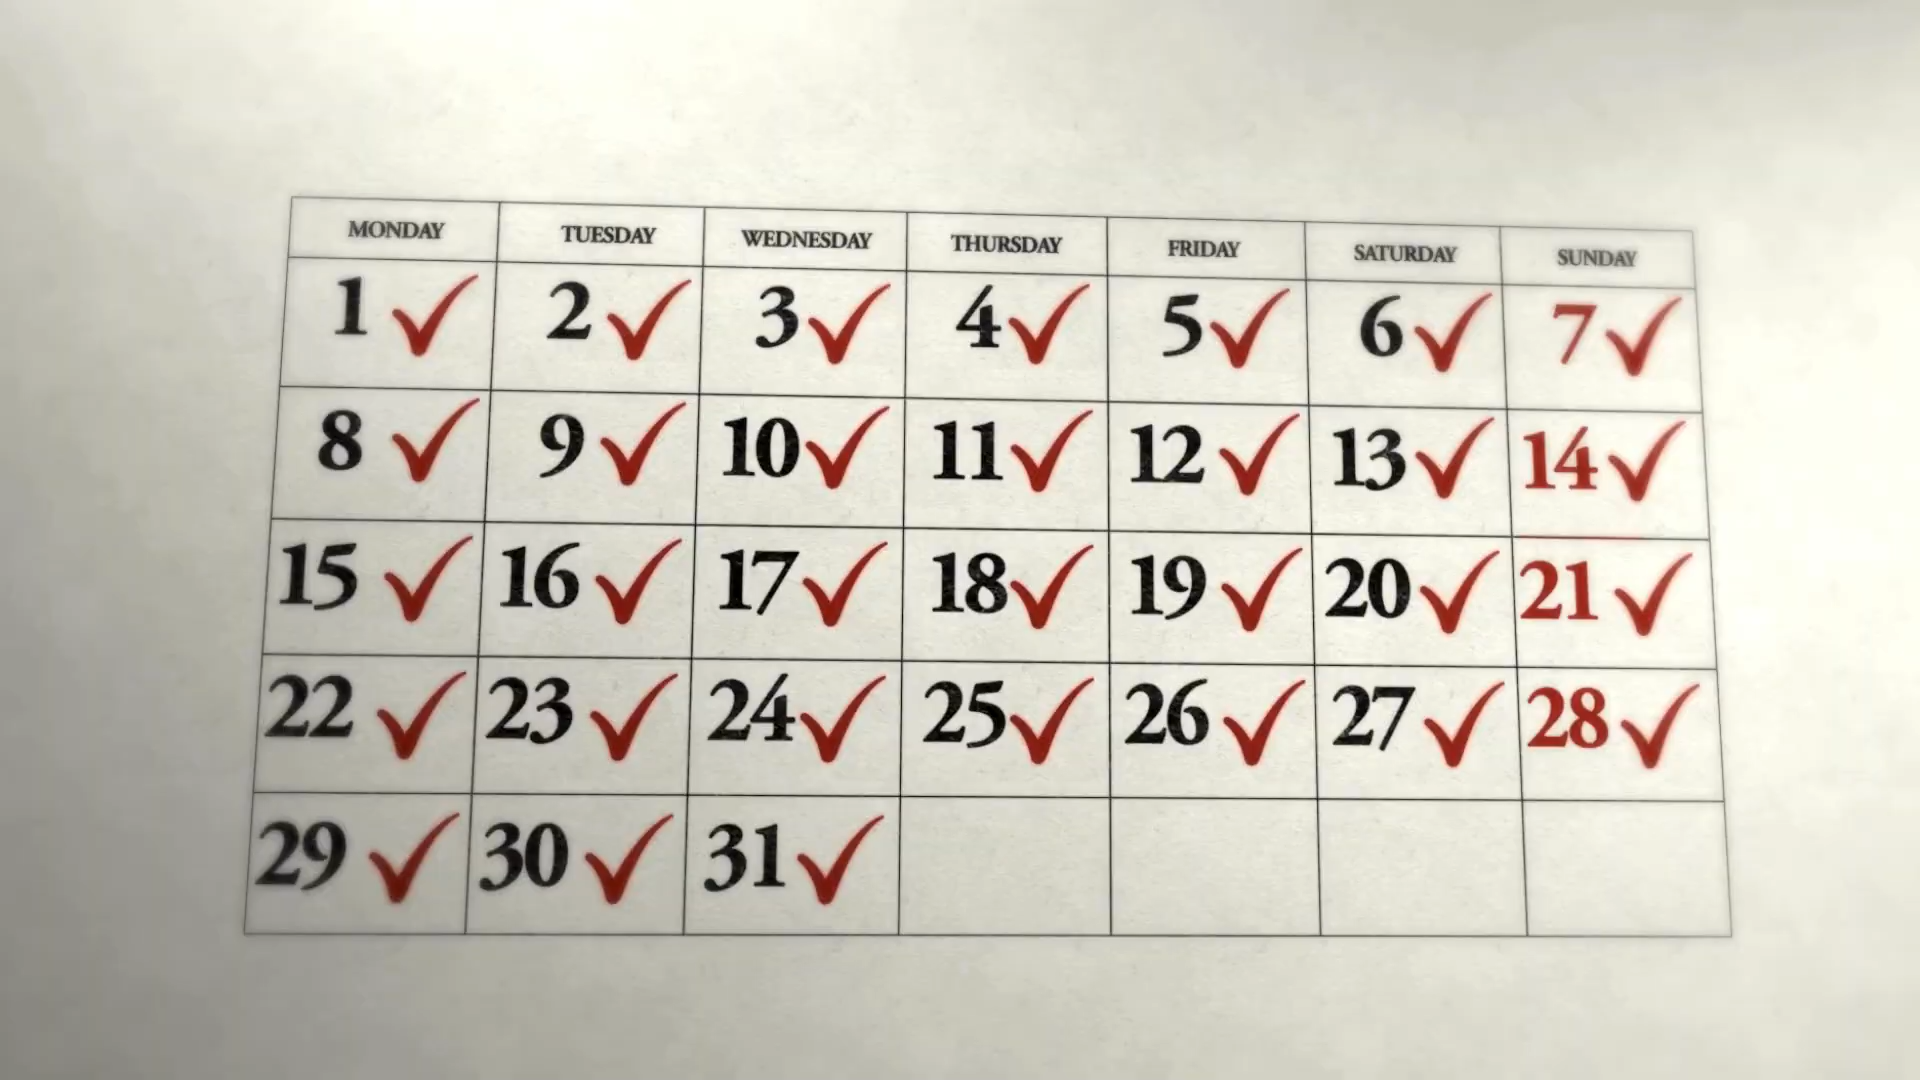 MONDAY TUESDAY WEDNESDAY THURSDAY FRIDAY SATURDAY SUNDAY
1 2 3 4 5 6 7
8 9 10 11 12 13 14
15 16 17 18 19 20 21
22 23 24 25 26 27 28
29 30 31